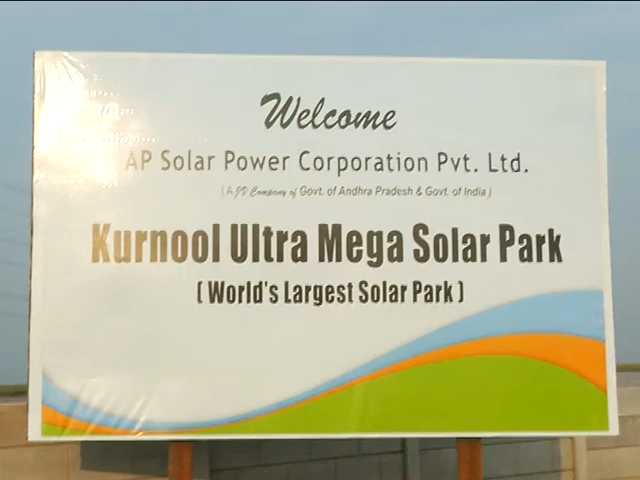 Welcome
AP Solar Power Corporation Pvt. Ltd.
(A JV Company of Govt. of Andhra Pradesh & Govt. of India)
Kurnool Ultra Mega Solar Park
(World's Largest Solar Park)